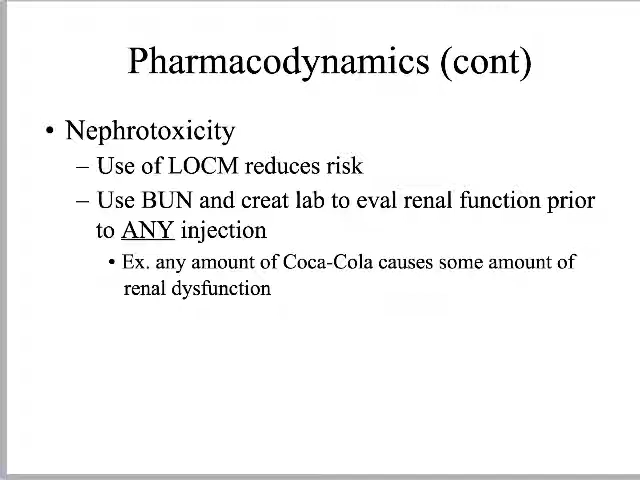 Pharmacodynamics (cont)
• Nephrotoxicity
– Use of LOCM reduces risk
– Use BUN and creat lab to eval renal function prior
to ANY injection
• Ex. any amount of Coca-Cola causes some amount of
renal dysfunction